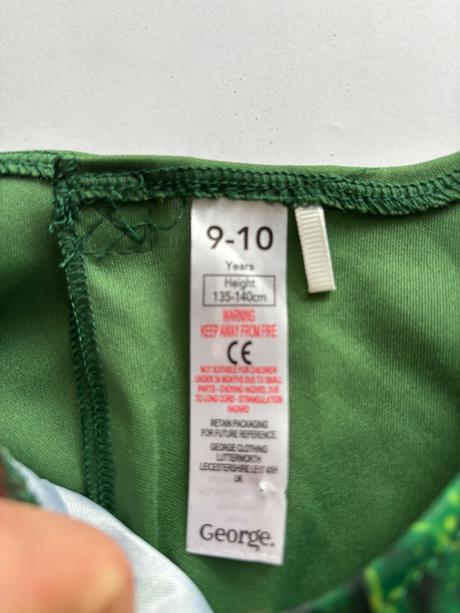 9-10
Years
Height
135-140cm
WARNING
KEEP AWAY FROM FIRE
CE
NOT SUITABLE FOR CHILDREN
UNDER 36 MONTHS DUE TO SMALL
PARTS - CHOKING HAZARD, DUE
TO LONG CORD - STRANGULATION
HAZARD
RETAIN PACKAGING
FOR FUTURE REFERENCE.
GEORGE CLOTHING
LUTTERWORTH
LEICESTERSHIRE LE17 4XH
UK
George.